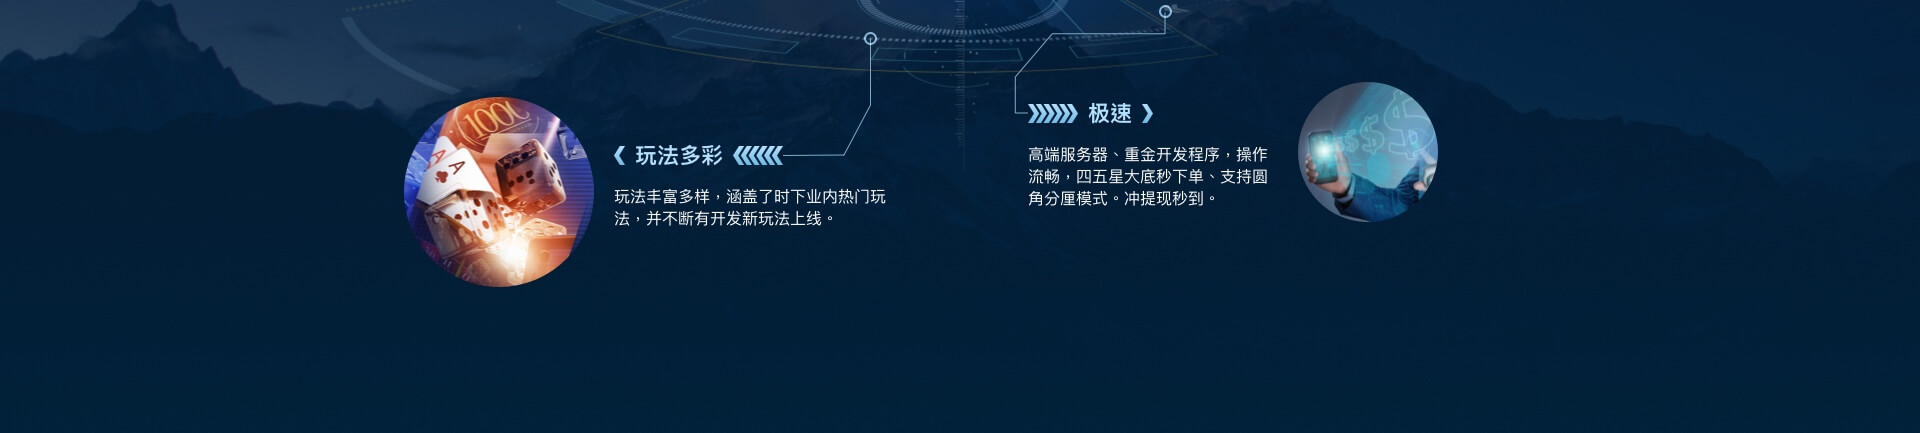 玩法多彩
玩法丰富多样，涵盖了时下业内热门玩
法，并不断有开发新玩法上线。
极速
高端服务器、重金开发程序，操作
流畅，四五星大底秒下单、支持圆
角分厘模式。冲提现秒到。
100
A
A
$
$
$